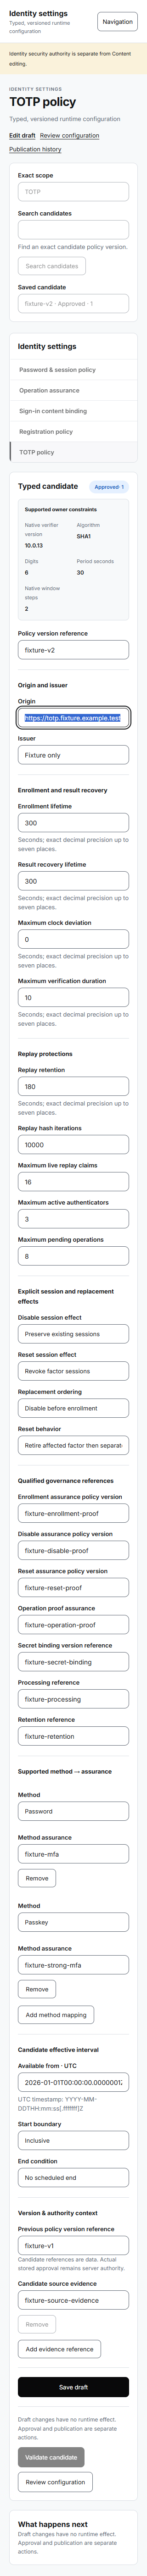 Identity settings
Typed, versioned runtime
configuration
Navigation
Identity security authority is separate from Content
editing.
IDENTITY SETTINGS
TOTP policy
Typed, versioned runtime configuration
Edit draft Review configuration
Publication history
Exact scope
TOTP
Search candidates
Find an exact candidate policy version.
Search candidates
Saved candidate
fixture-v2 · Approved · 1
Identity settings
Password & session policy
Operation assurance
Sign-in content binding
Registration policy
TOTP policy
Typed candidate
Approved· 1
Supported owner constraints
Native verifier
version
10.0.13
Algorithm
SHA1
Digits
6
Period seconds
30
Native window
steps
2
Policy version reference
fixture-v2
Origin and issuer
Origin
https://totp.fixture.example.test
Issuer
Fixture only
Enrollment and result recovery
Enrollment lifetime
300
Seconds; exact decimal precision up to
seven places.
Result recovery lifetime
300
Seconds; exact decimal precision up to
seven places.
Maximum clock deviation
0
Seconds; exact decimal precision up to
seven places.
Maximum verification duration
10
Seconds; exact decimal precision up to
seven places.
Replay protections
Replay retention
180
Seconds; exact decimal precision up to
seven places.
Replay hash iterations
10000
Maximum live replay claims
16
Maximum active authenticators
3
Maximum pending operations
8
Explicit session and replacement
effects
Disable session effect
Preserve existing sessions
Reset session effect
Revoke factor sessions
Replacement ordering
Disable before enrollment
Reset behavior
Retire affected factor then separat
Qualified governance references
Enrollment assurance policy version
fixture-enrollment-proof
Disable assurance policy version
fixture-disable-proof
Reset assurance policy version
fixture-reset-proof
Operation proof assurance
fixture-operation-proof
Secret binding version reference
fixture-secret-binding
Processing reference
fixture-processing
Retention reference
fixture-retention
Supported method → assurance
Method
Password
Method assurance
fixture-mfa
Remove
Method
Passkey
Method assurance
fixture-strong-mfa
Remove
Add method mapping
Candidate effective interval
Available from · UTC
2026-01-01T00:00:00.0000001Z
UTC timestamp: YYYY-MM-
DDTHH:mm:ss[.fffffff]Z
Start boundary
Inclusive
End condition
No scheduled end
Version & authority context
Previous policy version reference
fixture-v1
Candidate references are data. Actual
stored approval remains server authority.
Candidate source evidence
fixture-source-evidence
Remove
Add evidence reference
Save draft
Draft changes have no runtime effect.
Approval and publication are separate
actions.
Validate candidate
Review configuration
What happens next
Draft changes have no runtime effect.
Approval and publication are separate
actions.